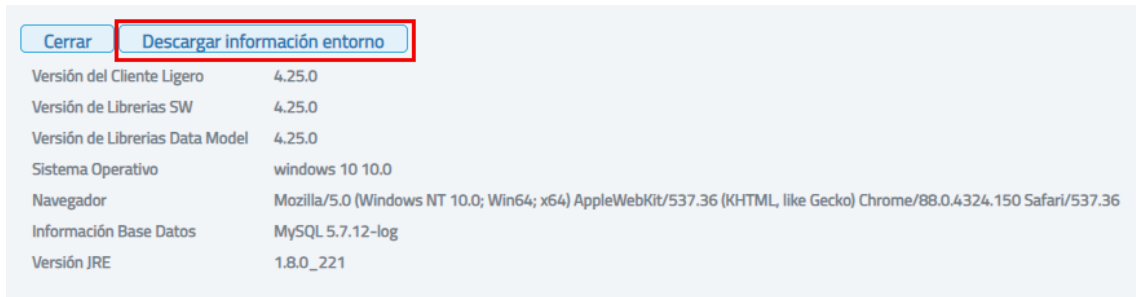 Cerrar Descargar información entorno
Versión del Cliente Ligero 4.25.0
Versión de Librerias SW 4.25.0
Versión de Librerias Data Model 4.25.0
Sistema Operativo windows 10 10.0
Navegador Mozilla/5.0 (Windows NT 10.0; Win64; x64) AppleWebKit/537.36 (KHTML, like Gecko) Chrome/88.0.4324.150 Safari/537.36
Información Base Datos MySQL 5.7.12-log
Versión JRE 1.8.0_221